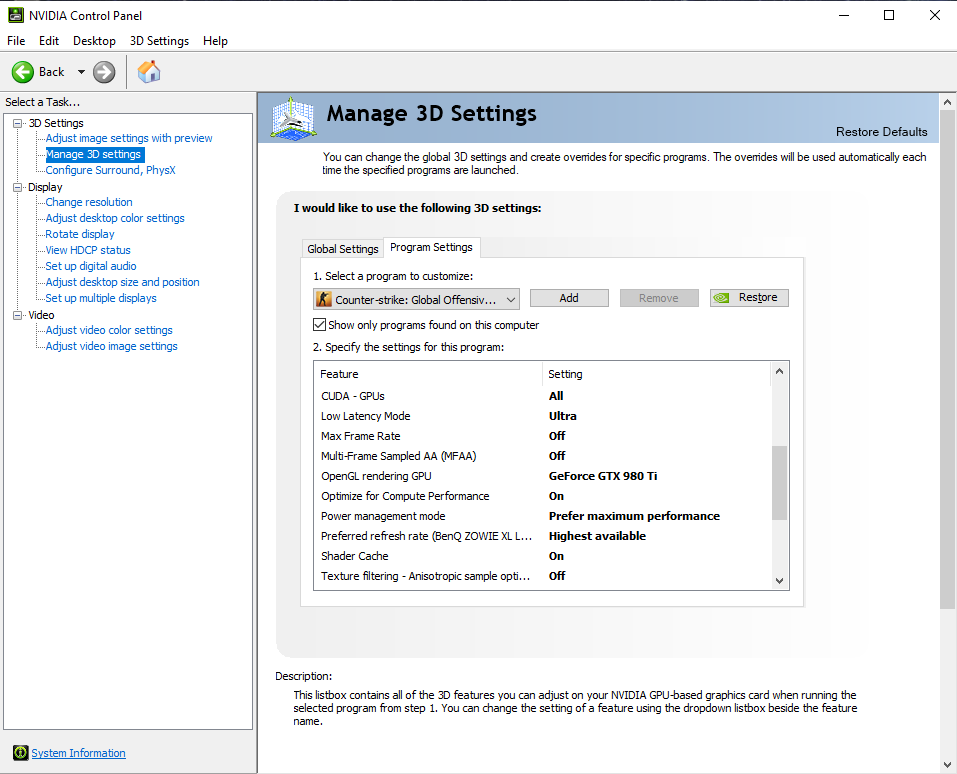 NVIDIA Control Panel
File Edit Desktop 3D Settings Help
Back
Select a Task...
3D Settings
Adjust image settings with preview
Manage 3D settings
Configure Surround, PhysX
Display
Change resolution
Adjust desktop color settings
Rotate display
View HDCP status
Set up digital audio
Adjust desktop size and position
Set up multiple displays
Video
Adjust video color settings
Adjust video image settings
System Information
Manage 3D Settings
Restore Defaults
You can change the global 3D settings and create overrides for specific programs. The overrides will be used automatically each
time the specified programs are launched.
I would like to use the following 3D settings:
Global Settings Program Settings
1. Select a program to customize:
Counter-strike: Global Offensiv... Add Remove Restore
Show only programs found on this computer
2. Specify the settings for this program:
Feature Setting
CUDA - GPUs All
Low Latency Mode Ultra
Max Frame Rate Off
Multi-Frame Sampled AA (MFAA) Off
OpenGL rendering GPU GeForce GTX 980 Ti
Optimize for Compute Performance On
Power management mode Prefer maximum performance
Preferred refresh rate (BenQ ZOWIE XL L... Highest available
Shader Cache On
Texture filtering - Anisotropic sample opti... Off
Description:
This listbox contains all of the 3D features you can adjust on your NVIDIA GPU-based graphics card when running the
selected program from step 1. You can change the setting of a feature using the dropdown listbox beside the feature
name.